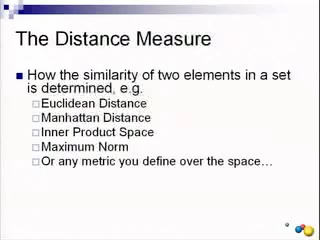 The Distance Measure
How the similarity of two elements in a set
is determined, e.g.
Euclidean Distance
Manhattan Distance
Inner Product Space
Maximum Norm
Or any metric you define over the space…